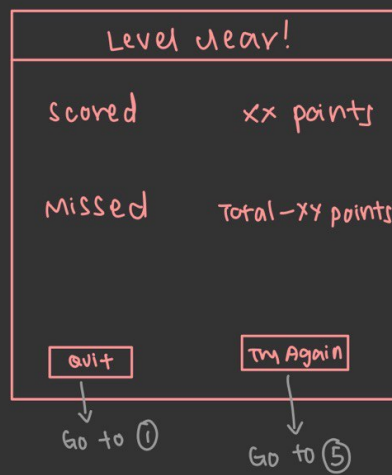 Level clear!
Scored xx points
Missed Total-xy points
Quit Try Again
Go to ① Go to ⑤